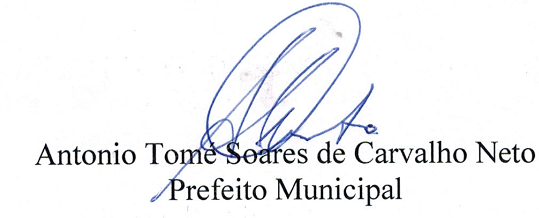 Antonio Tomé Soares de Carvalho Neto
Prefeito Municipal